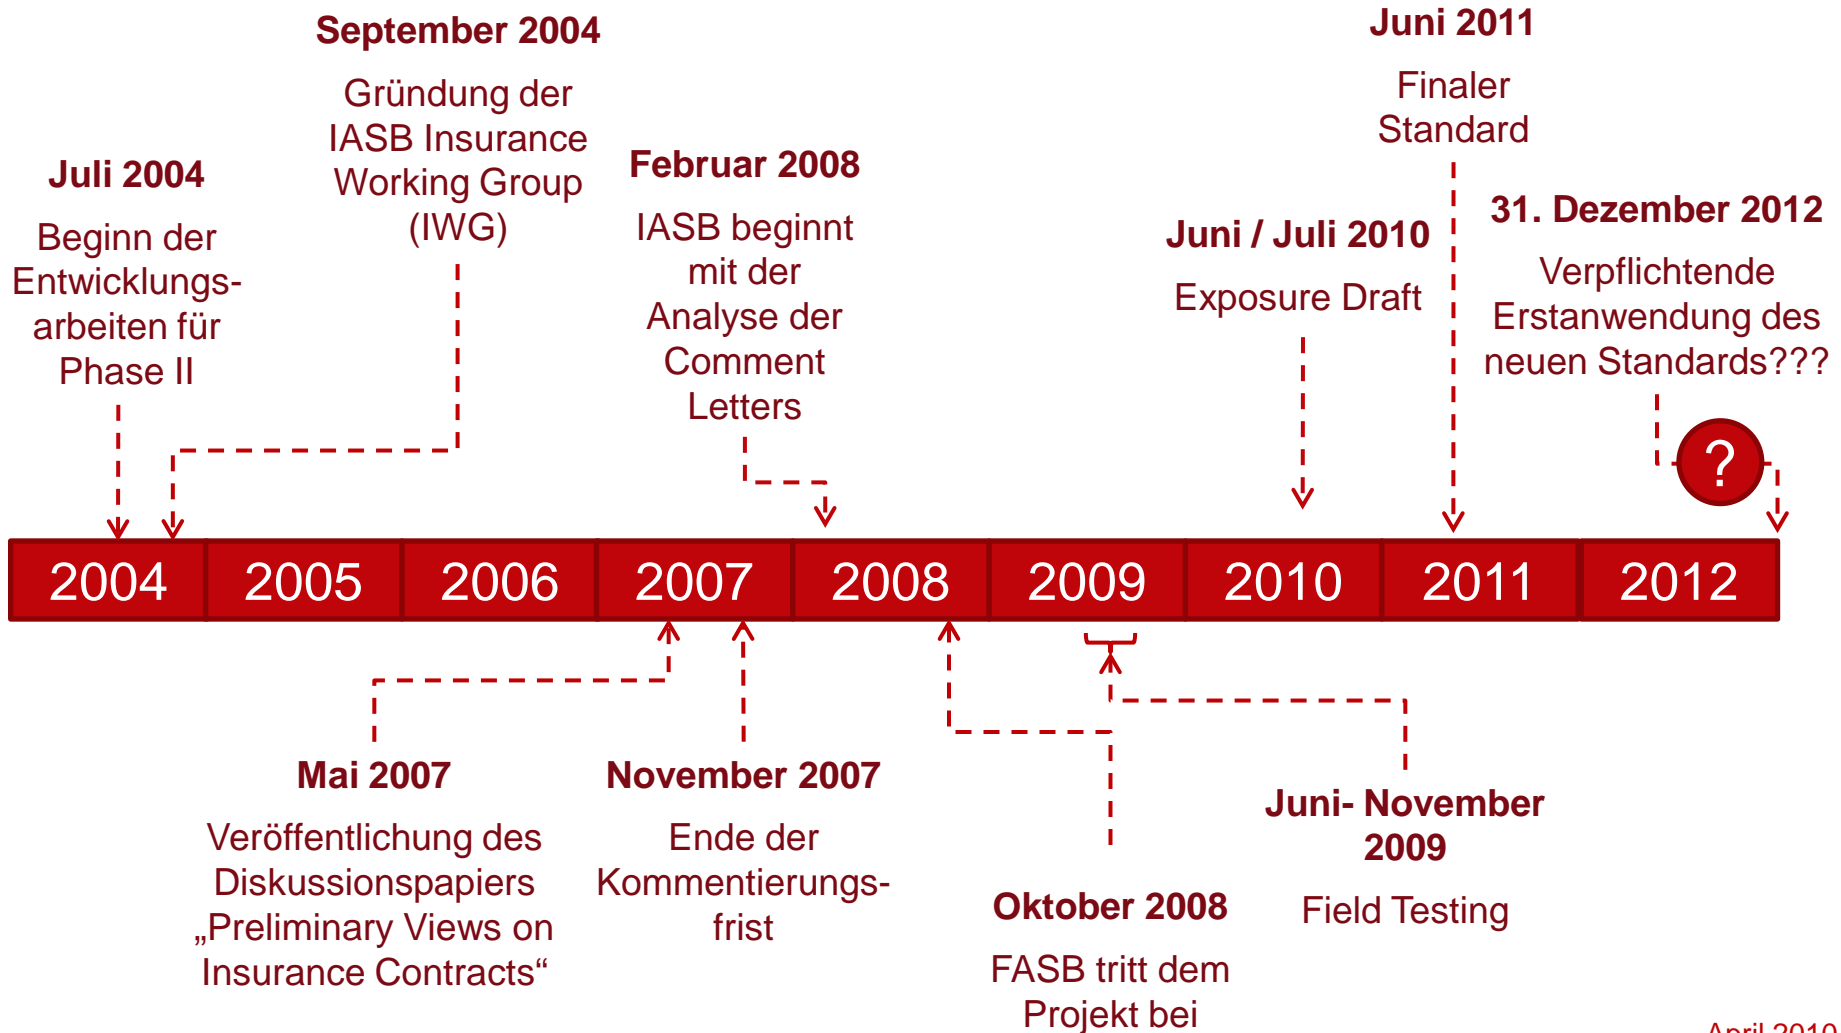 September 2004
Gründung der
IASB Insurance
Working Group
(IWG)
Juni 2011
Finaler
Standard
Juli 2004
Beginn der
Entwicklungs-
arbeiten für
Phase II
Februar 2008
IASB beginnt
mit der
Analyse der
Comment
Letters
Juni / Juli 2010
Exposure Draft
31. Dezember 2012
Verpflichtende
Erstanwendung des
neuen Standards???
?
2004 2005 2006 2007 2008 2009 2010 2011 2012
Mai 2007
Veröffentlichung des
Diskussionspapiers
„Preliminary Views on
Insurance Contracts“
November 2007
Ende der
Kommentierungs-
frist
Oktober 2008
FASB tritt dem
Projekt bei
Juni- November
2009
Field Testing
April 2010